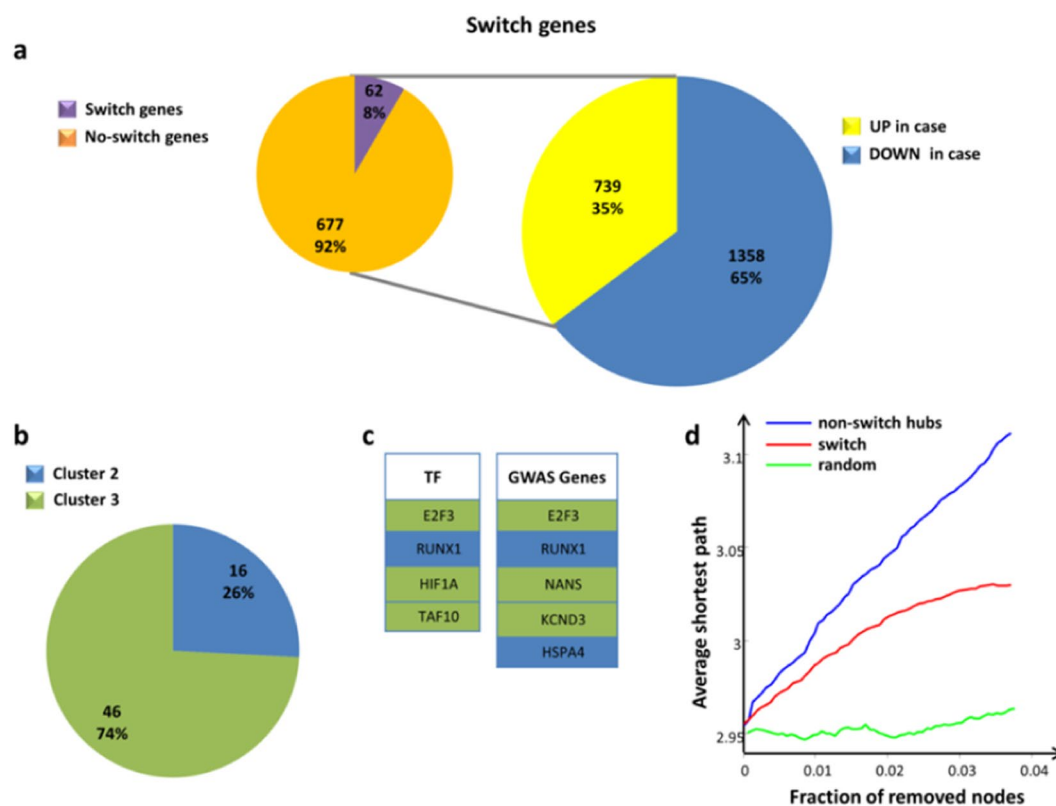 Switch genes
a
Switch genes
No-switch genes
62
8%
677
92%
UP in case
DOWN  in case
739
35%
1358
65%
b
Cluster 2
Cluster 3
16
26%
46
74%
c
TF
E2F3
RUNX1
HIF1A
TAF10
GWAS Genes
E2F3
RUNX1
NANS
KCND3
HSPA4
d
non-switch hubs
switch
random
Average shortest path
3.1
3.05
3
2.95
0
0.01
0.02
0.03
0.04
Fraction of removed nodes